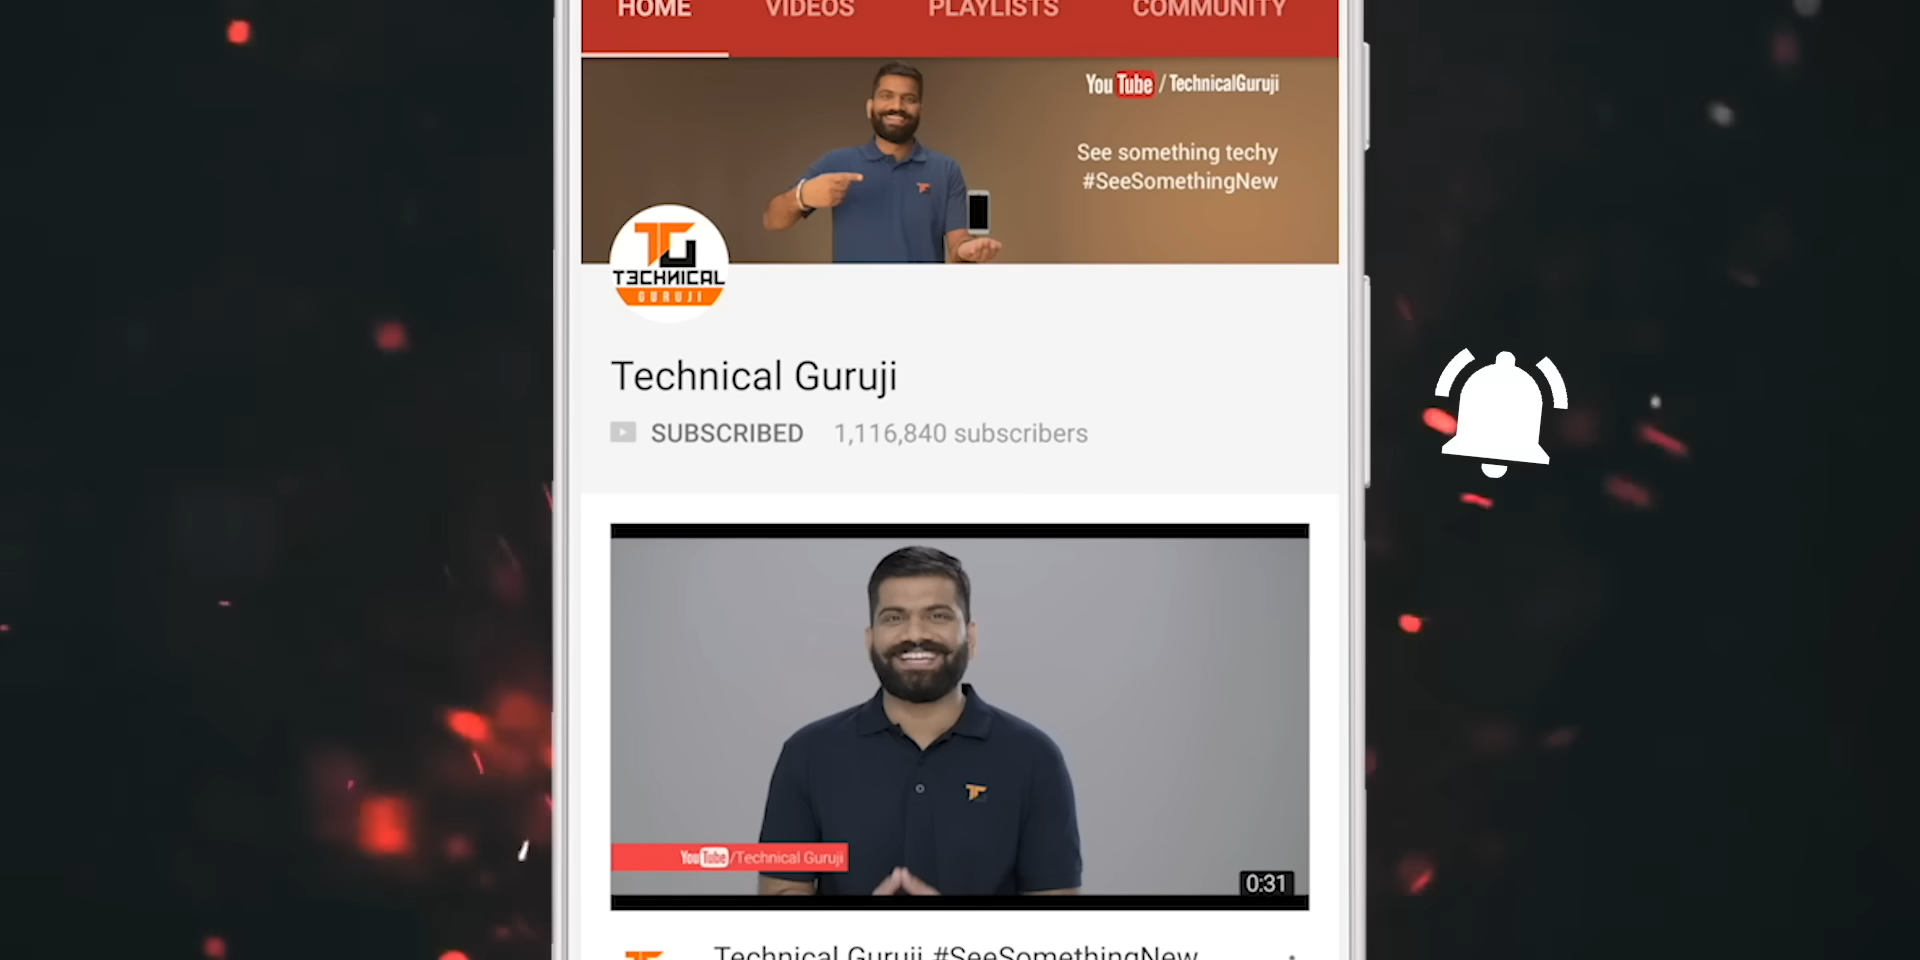 HOME VIDEOS PLAYLISTS COMMUNITY
YouTube / TechnicalGuruji
See something techy
#SeeSomethingNew
TG
TECHNICAL
GURUJI
Technical Guruji
SUBSCRIBED 1,116,840 subscribers
YouTube/Technical Guruji
0:31
Technical Guruji #SeeSomethingNew